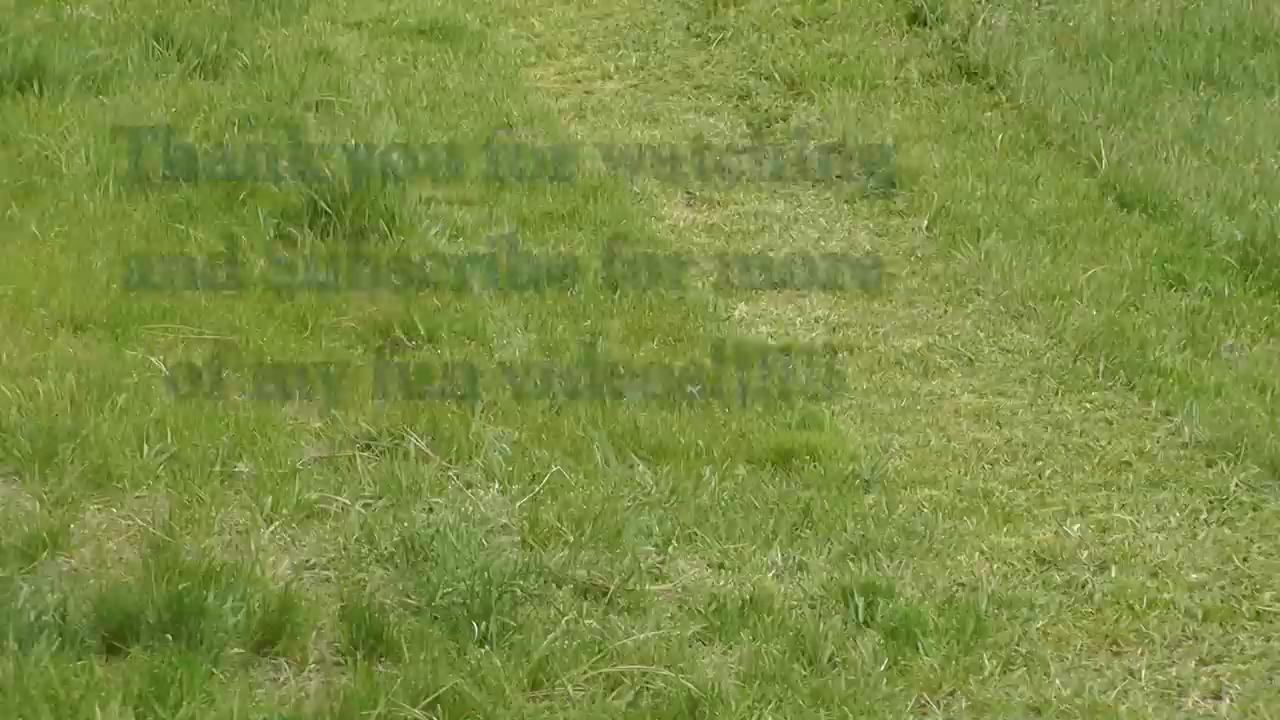 Thank you for watching
and subscribe for more
of my fun videos!!!!!